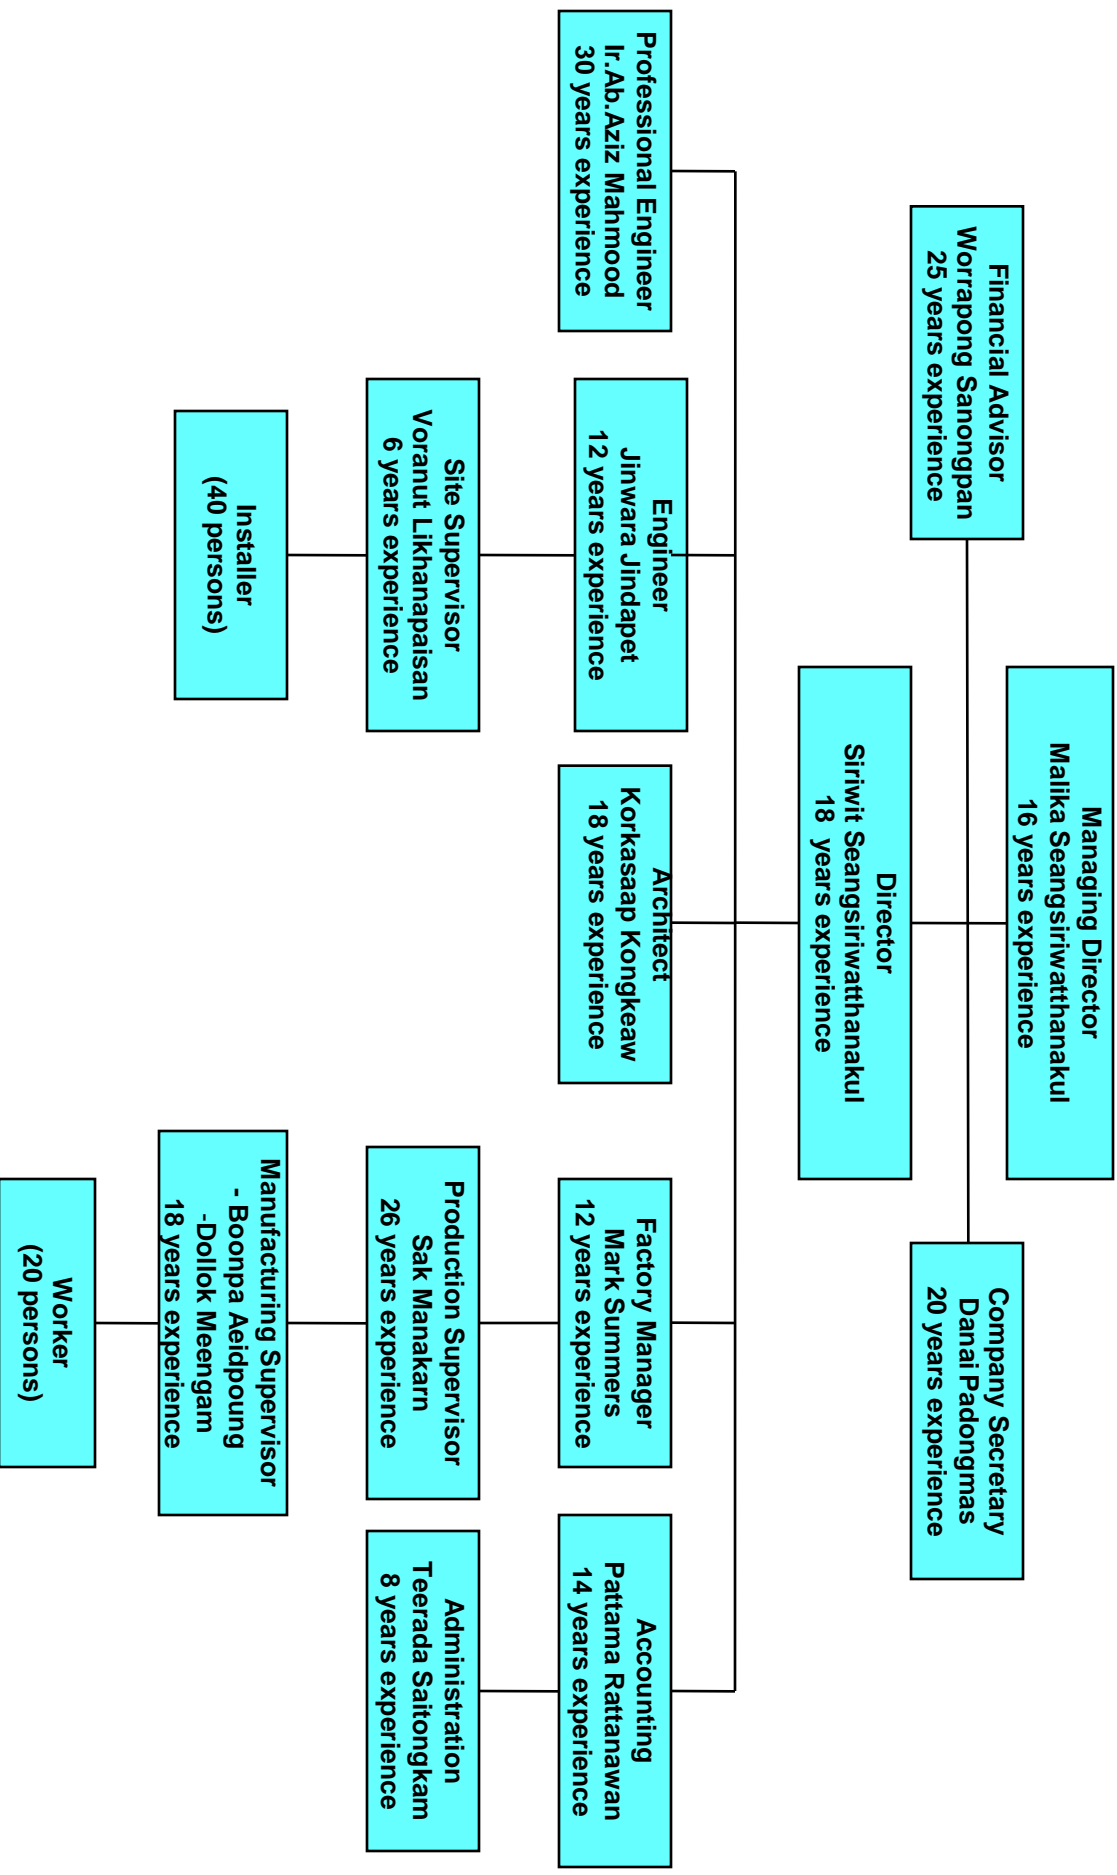 Managing Director
Malika Seangsiriwatthanakul
16 years experience
Financial Advisor
Worrapong Sanongpan
25 years experience
Company Secretary
Danai Padongmas
20 years experience
Director
Siriwit Seangsiriwatthanakul
18 years experience
Professional Engineer
Ir.Ab.Aziz Mahmood
30 years experience
Engineer
Jinwara Jindapet
12 years experience
Architect
Korkasaap Kongkeaw
18 years experience
Factory Manager
Mark Summers
12 years experience
Accounting
Pattama Rattanawan
14 years experience
Site Supervisor
Voranut Likhanapaisan
6 years experience
Production Supervisor
Sak Manakarn
26 years experience
Administration
Teerada Saitongkam
8 years experience
Installer
(40 persons)
Manufacturing Supervisor
- Boonpa Aeidpoung
-Dollok Meengam
18 years experience
Worker
(20 persons)